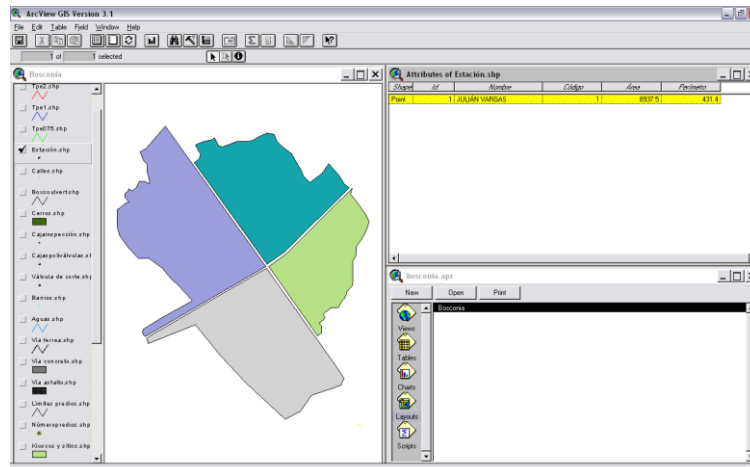 ArcView GIS Version 3.1
File Edit Table Field Window Help
1 of 1 selected
Bosconia
Tpe2.shp
Tpe1.shp
Tpe075.shp
Estación.shp
Calles.shp
Boxcoulvert.shp
Cerros.shp
Cajainspección.shp
Cajaspoliválvulas.sh
Válvula de corte.shp
Barrios.shp
Aguas.shp
Vía ferrea.shp
Vía concreto.shp
Vía asfalto.shp
Límites predios.shp
Númeropredios.shp
Kioscos y sitios.shp
Attributes of Estación.shp
Shape Id Nombre Código Área Perímetro
Point 1 JULIÁN VARGAS 1 8937.5 431.4
bosconia.apr
New Open Print
Bosconia
Views
Tables
Charts
Layouts
Scripts